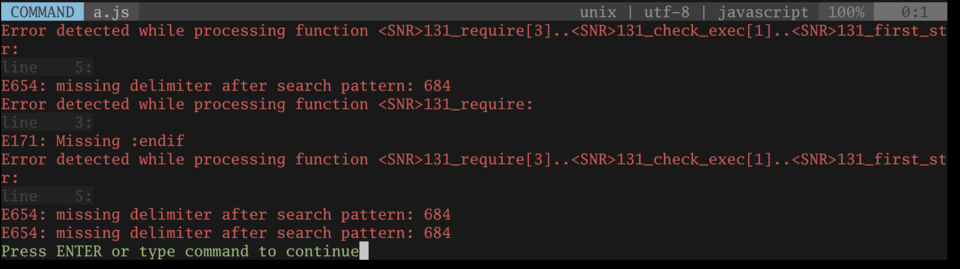 COMMAND a.js unix | utf-8 | javascript 100% 0:1
Error detected while processing function <SNR>131_require[3]..<SNR>131_check_exec[1]..<SNR>131_first_st
r:
line    5:
E654: missing delimiter after search pattern: 684
Error detected while processing function <SNR>131_require:
line    3:
E171: Missing :endif
Error detected while processing function <SNR>131_require[3]..<SNR>131_check_exec[1]..<SNR>131_first_st
r:
line    5:
E654: missing delimiter after search pattern: 684
E654: missing delimiter after search pattern: 684
Press ENTER or type command to continue